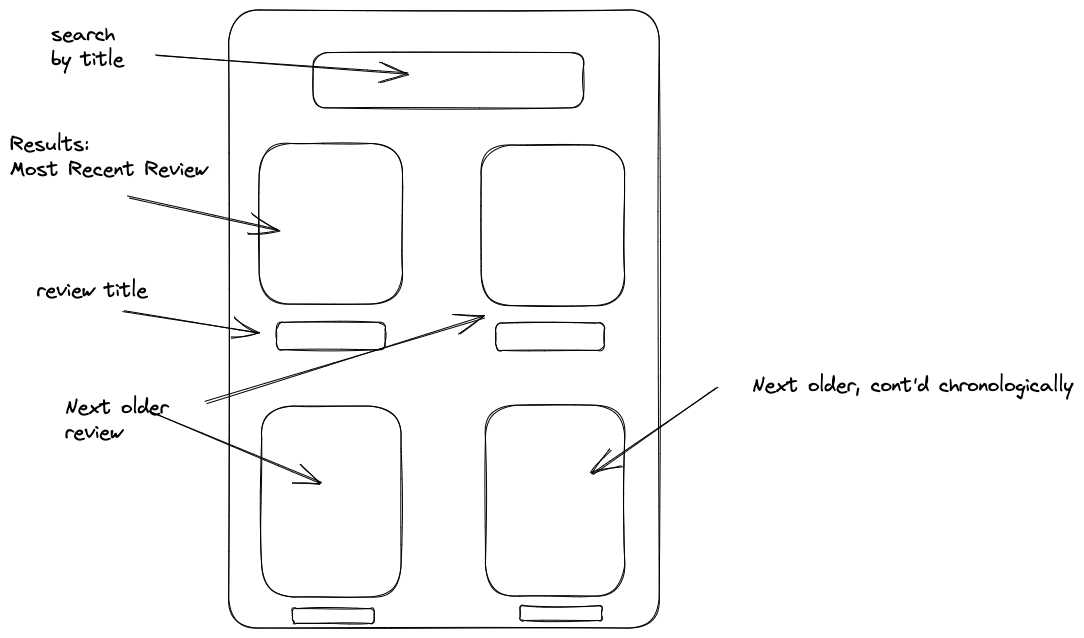 search
by title
Results:
Most Recent Review
review title
Next older
review
Next older, cont'd chronologically